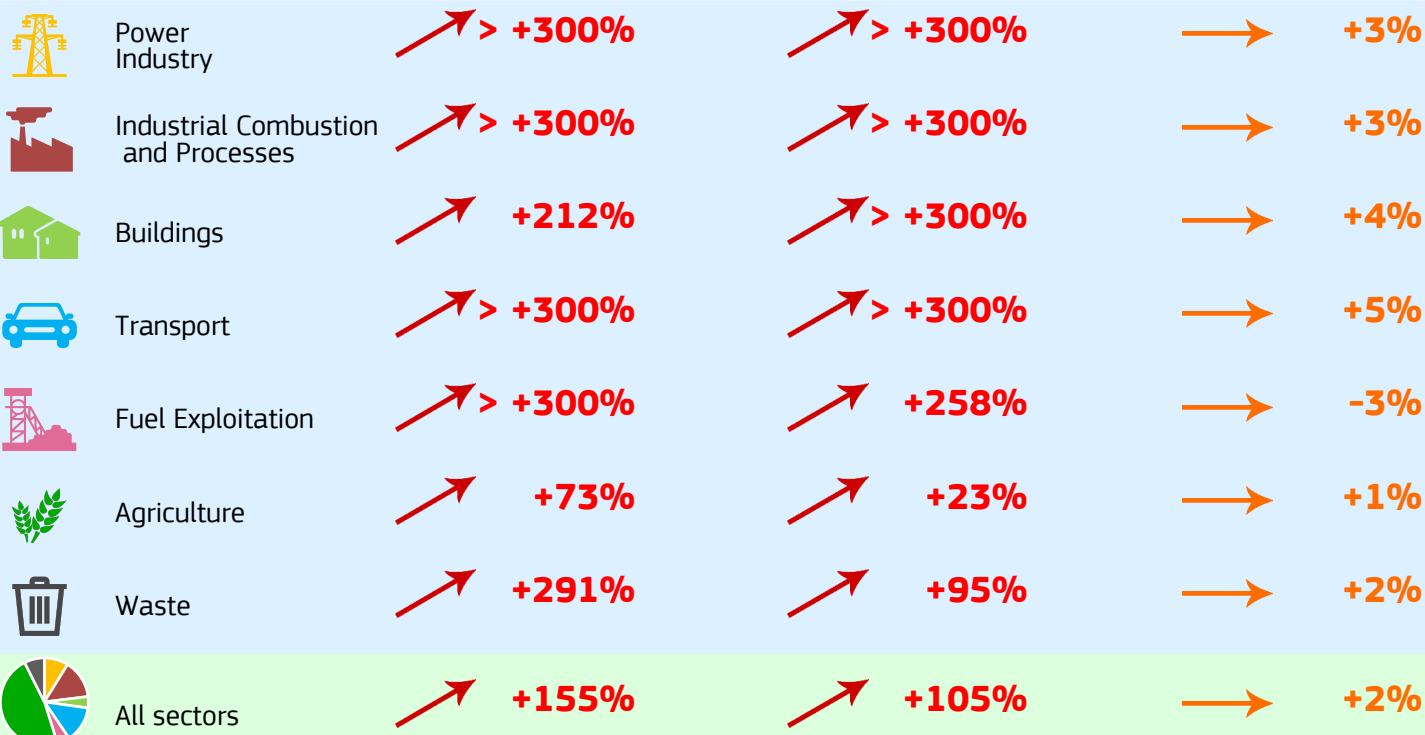 Power
Industry
> +300%
> +300%
+3%
Industrial Combustion
and Processes
> +300%
> +300%
+3%
Buildings
+212%
> +300%
+4%
Transport
> +300%
> +300%
+5%
Fuel Exploitation
> +300%
+258%
-3%
Agriculture
+73%
+23%
+1%
Waste
+291%
+95%
+2%
All sectors
+155%
+105%
+2%